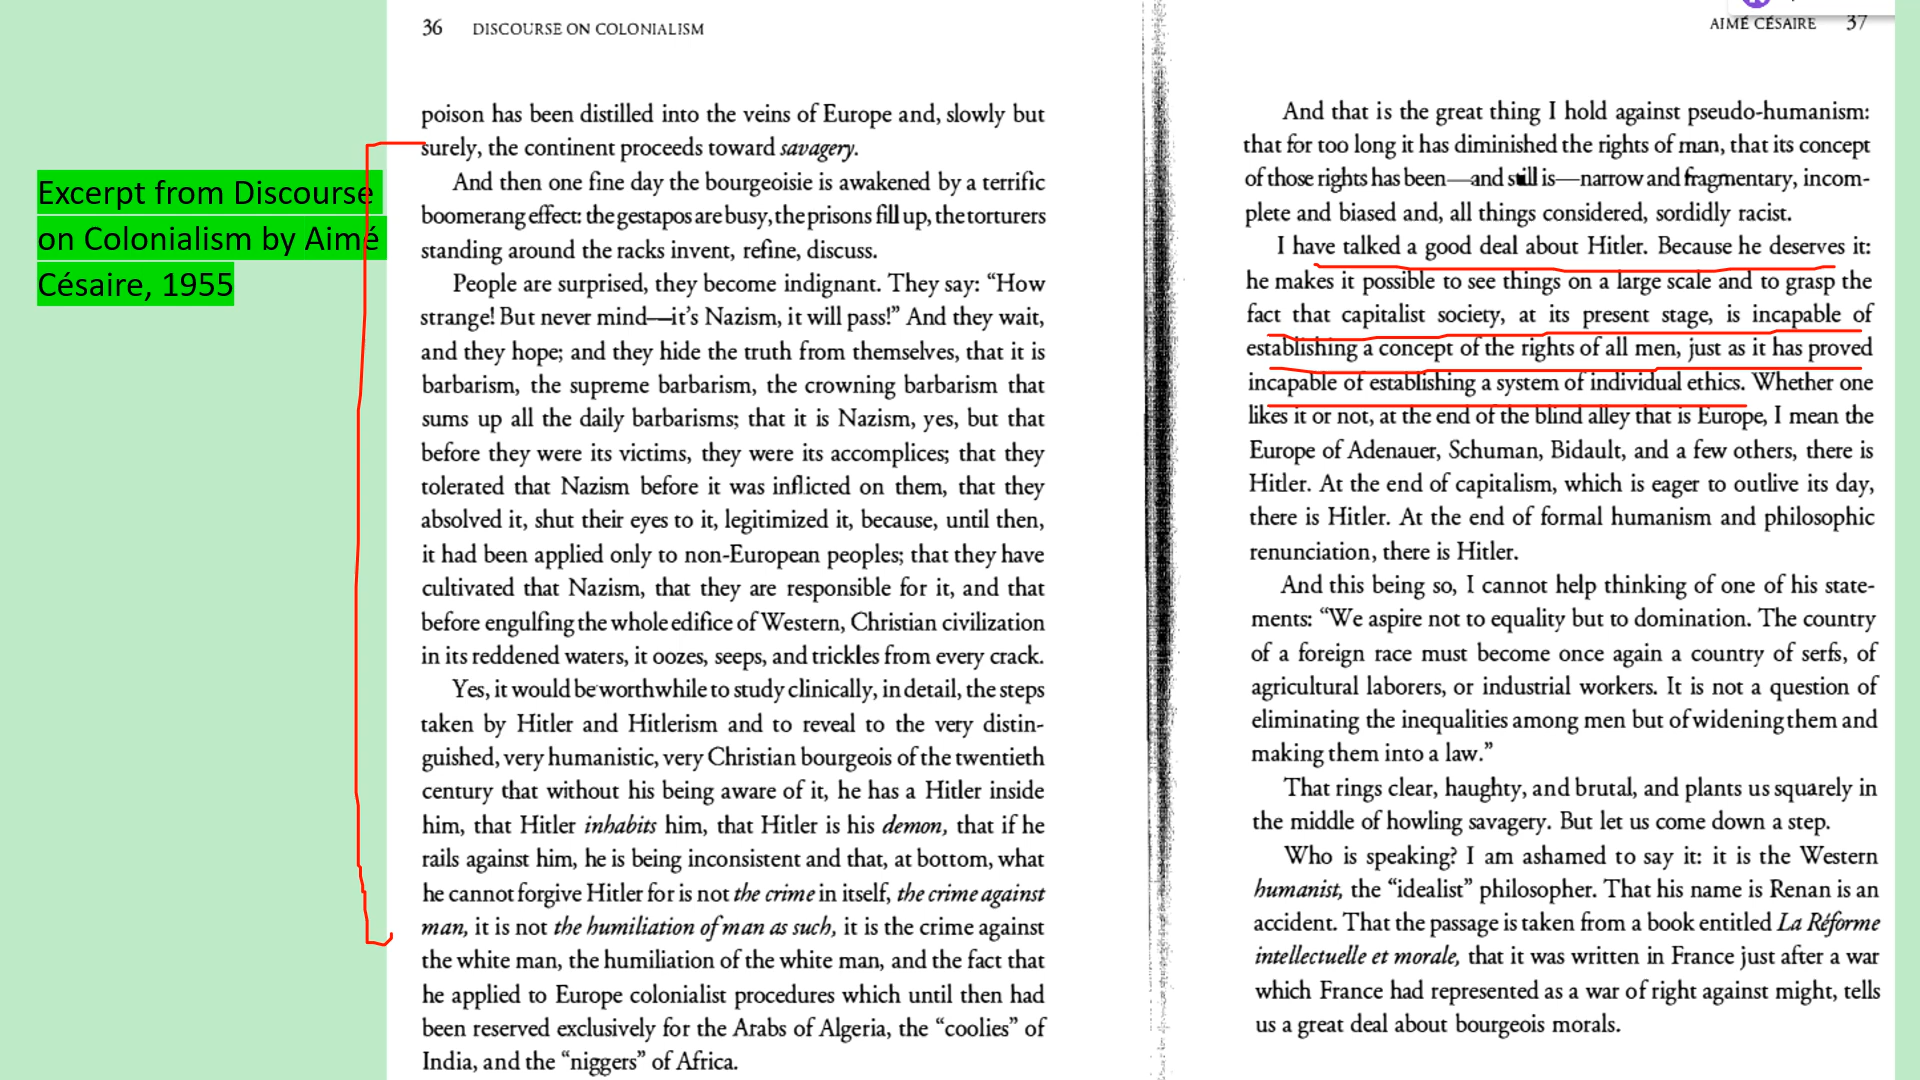 Excerpt from Discourse
on Colonialism by Aimé
Césaire, 1955
36 DISCOURSE ON COLONIALISM
poison has been distilled into the veins of Europe and, slowly but
surely, the continent proceeds toward savagery.
And then one fine day the bourgeoisie is awakened by a terrific
boomerang effect: the gestapos are busy, the prisons fill up, the torturers
standing around the racks invent, refine, discuss.
People are surprised, they become indignant. They say: “How
strange! But never mind—it’s Nazism, it will pass!” And they wait,
and they hope; and they hide the truth from themselves, that it is
barbarism, the supreme barbarism, the crowning barbarism that
sums up all the daily barbarisms; that it is Nazism, yes, but that
before they were its victims, they were its accomplices; that they
tolerated that Nazism before it was inflicted on them, that they
absolved it, shut their eyes to it, legitimized it, because, until then,
it had been applied only to non-European peoples; that they have
cultivated that Nazism, that they are responsible for it, and that
before engulfing the whole edifice of Western, Christian civilization
in its reddened waters, it oozes, seeps, and trickles from every crack.
Yes, it would be worthwhile to study clinically, in detail, the steps
taken by Hitler and Hitlerism and to reveal to the very distin-
guished, very humanistic, very Christian bourgeois of the twentieth
century that without his being aware of it, he has a Hitler inside
him, that Hitler inhabits him, that Hitler is his demon, that if he
rails against him, he is being inconsistent and that, at bottom, what
he cannot forgive Hitler for is not the crime in itself, the crime against
man, it is not the humiliation of man as such, it is the crime against
the white man, the humiliation of the white man, and the fact that
he applied to Europe colonialist procedures which until then had
been reserved exclusively for the Arabs of Algeria, the “coolies” of
India, and the “niggers” of Africa.
AIMÉ CÉSAIRE 37
And that is the great thing I hold against pseudo-humanism:
that for too long it has diminished the rights of man, that its concept
of those rights has been—and still is—narrow and fragmentary, incom-
plete and biased and, all things considered, sordidly racist.
I have talked a good deal about Hitler. Because he deserves it:
he makes it possible to see things on a large scale and to grasp the
fact that capitalist society, at its present stage, is incapable of
establishing a concept of the rights of all men, just as it has proved
incapable of establishing a system of individual ethics. Whether one
likes it or not, at the end of the blind alley that is Europe, I mean the
Europe of Adenauer, Schuman, Bidault, and a few others, there is
Hitler. At the end of capitalism, which is eager to outlive its day,
there is Hitler. At the end of formal humanism and philosophic
renunciation, there is Hitler.
And this being so, I cannot help thinking of one of his state-
ments: “We aspire not to equality but to domination. The country
of a foreign race must become once again a country of serfs, of
agricultural laborers, or industrial workers. It is not a question of
eliminating the inequalities among men but of widening them and
making them into a law.”
That rings clear, haughty, and brutal, and plants us squarely in
the middle of howling savagery. But let us come down a step.
Who is speaking? I am ashamed to say it: it is the Western
humanist, the “idealist” philosopher. That his name is Renan is an
accident. That the passage is taken from a book entitled La Réforme
intellectuelle et morale, that it was written in France just after a war
which France had represented as a war of right against might, tells
us a great deal about bourgeois morals.